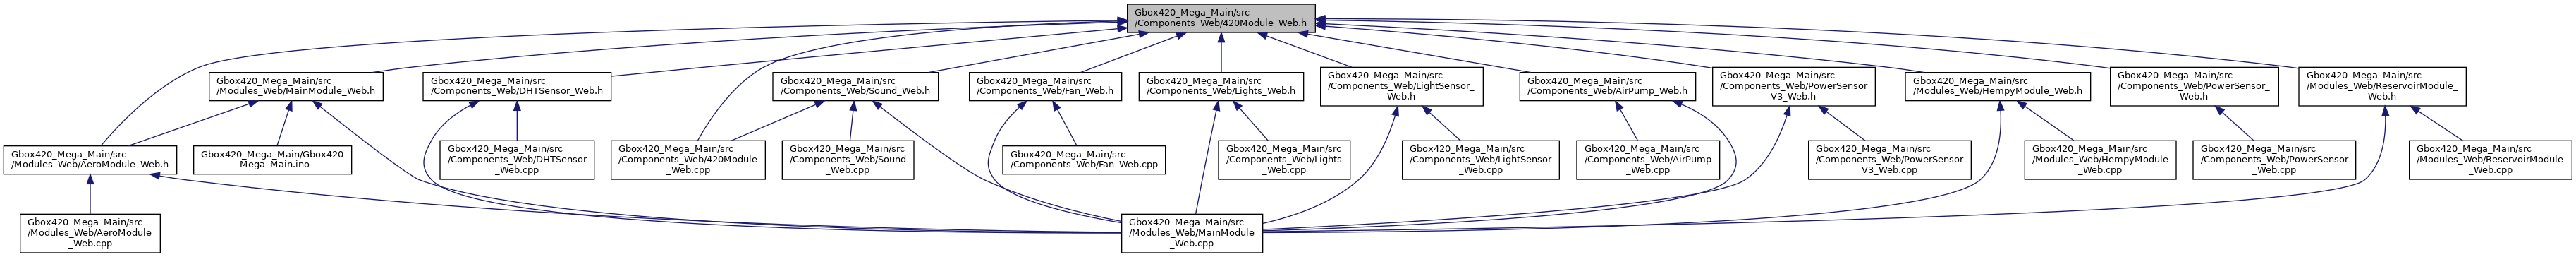 Gbox420_Mega_Main/src
/Components_Web/420Module_Web.h
Gbox420_Mega_Main/src
/Modules_Web/MainModule_Web.h
Gbox420_Mega_Main/src
/Components_Web/DHTSensor_Web.h
Gbox420_Mega_Main/src
/Components_Web/Sound_Web.h
Gbox420_Mega_Main/src
/Components_Web/Fan_Web.h
Gbox420_Mega_Main/src
/Components_Web/Lights_Web.h
Gbox420_Mega_Main/src
/Components_Web/LightSensor_
Web.h
Gbox420_Mega_Main/src
/Components_Web/AirPump_Web.h
Gbox420_Mega_Main/src
/Components_Web/PowerSensor
V3_Web.h
Gbox420_Mega_Main/src
/Modules_Web/HempyModule_Web.h
Gbox420_Mega_Main/src
/Components_Web/PowerSensor_
Web.h
Gbox420_Mega_Main/src
/Modules_Web/ReservoirModule_
Web.h
Gbox420_Mega_Main/src
/Modules_Web/AeroModule_Web.h
Gbox420_Mega_Main/Gbox420
_Mega_Main.ino
Gbox420_Mega_Main/src
/Components_Web/DHTSensor
_Web.cpp
Gbox420_Mega_Main/src
/Components_Web/420Module
_Web.cpp
Gbox420_Mega_Main/src
/Components_Web/Sound
_Web.cpp
Gbox420_Mega_Main/src
/Components_Web/Fan_Web.cpp
Gbox420_Mega_Main/src
/Components_Web/Lights
_Web.cpp
Gbox420_Mega_Main/src
/Components_Web/LightSensor
_Web.cpp
Gbox420_Mega_Main/src
/Components_Web/AirPump
_Web.cpp
Gbox420_Mega_Main/src
/Components_Web/PowerSensor
V3_Web.cpp
Gbox420_Mega_Main/src
/Modules_Web/HempyModule
_Web.cpp
Gbox420_Mega_Main/src
/Components_Web/PowerSensor
_Web.cpp
Gbox420_Mega_Main/src
/Modules_Web/ReservoirModule
_Web.cpp
Gbox420_Mega_Main/src
/Modules_Web/AeroModule
_Web.cpp
Gbox420_Mega_Main/src
/Modules_Web/MainModule
_Web.cpp